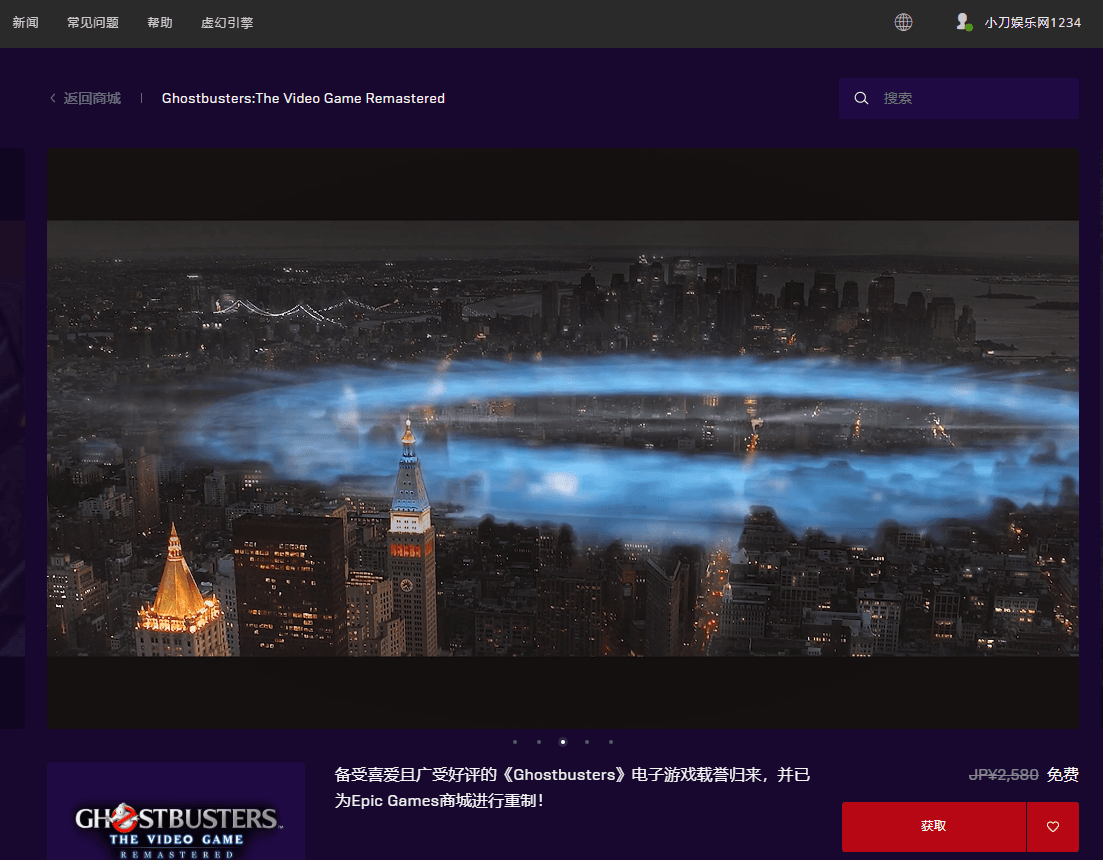 新闻 常见问题 帮助 虚幻引擎 小刀娱乐网1234
返回商城 Ghostbusters:The Video Game Remastered 搜索
备受喜爱且广受好评的《Ghostbusters》电子游戏载誉归来，并已
为Epic Games商城进行重制！
JP¥2,580 免费
获取
GHOSTBUSTERS
THE VIDEO GAME
REMASTERED